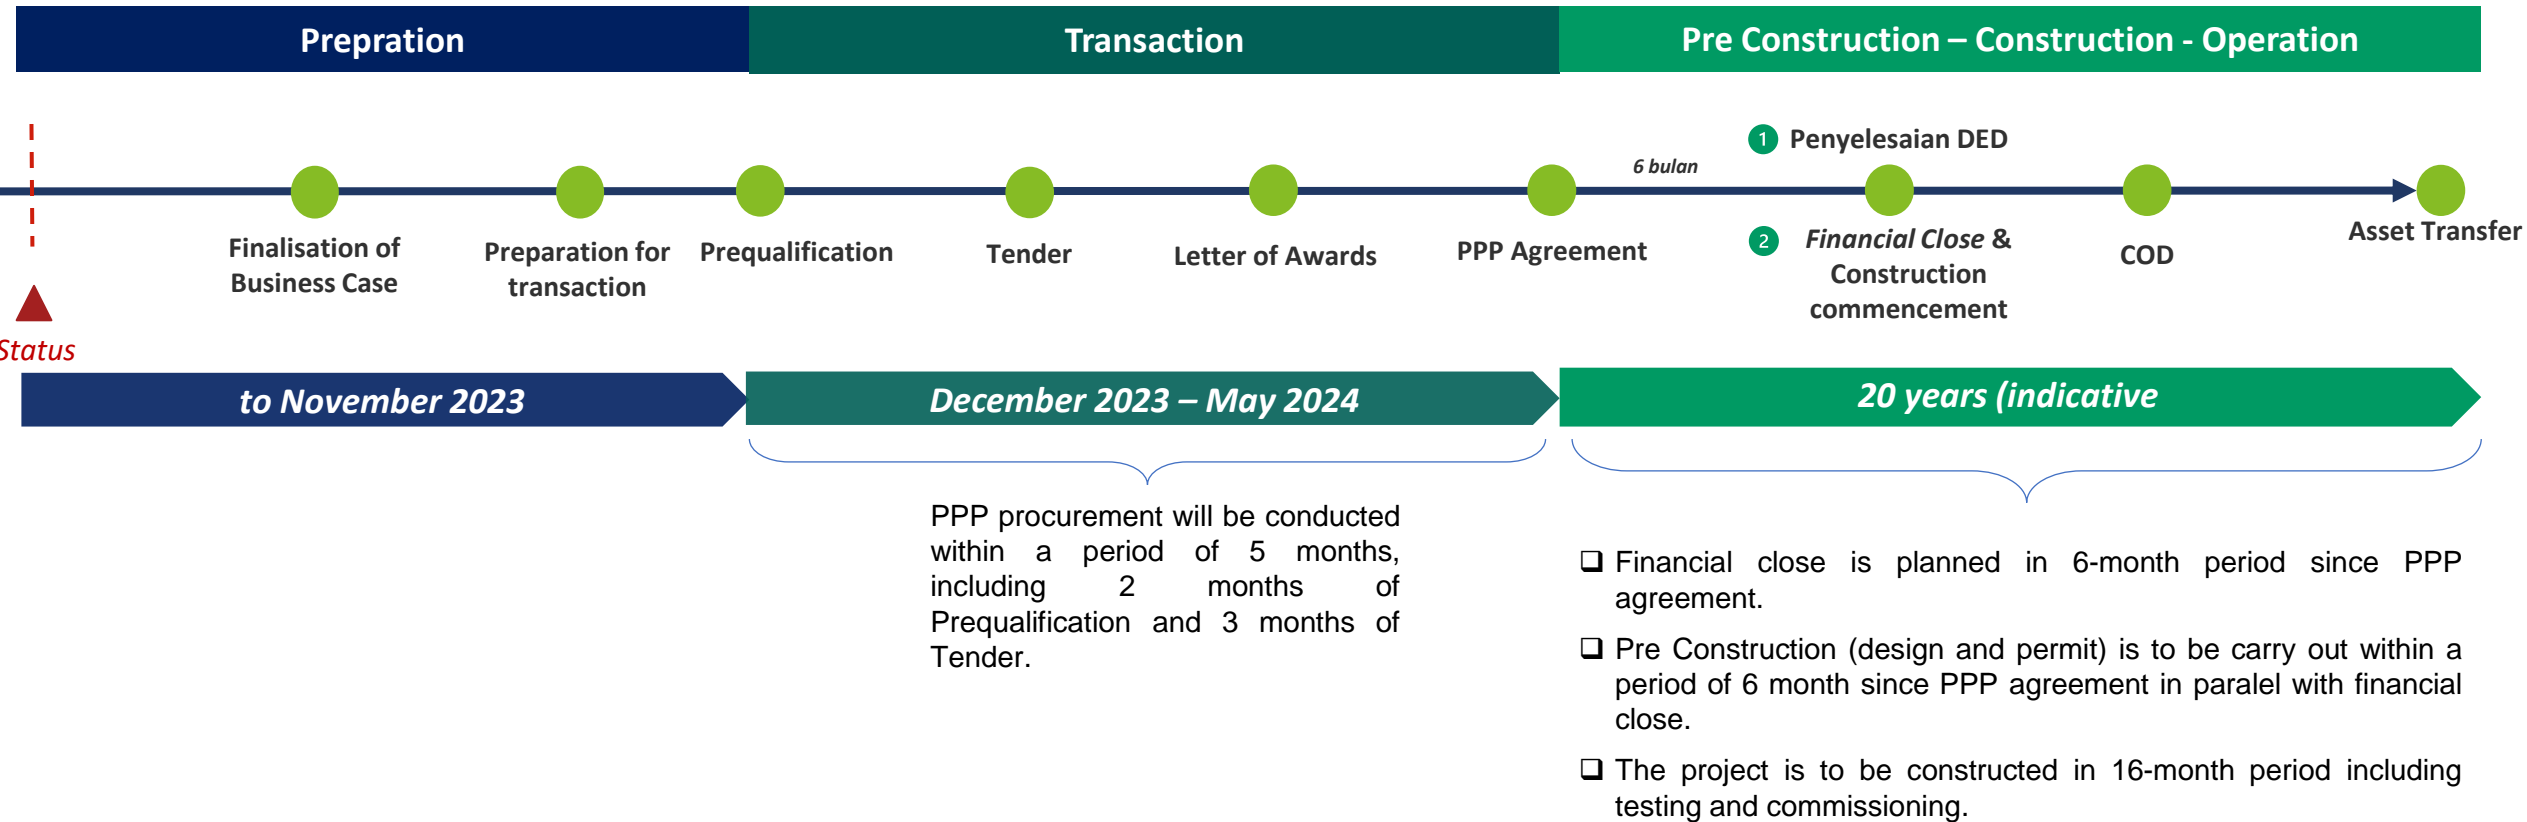 Prepration
Transaction
Pre Construction – Construction - Operation
1 Penyelesaian DED
6 bulan
Finalisation of
Business Case
Preparation for
transaction
Prequalification
Tender
Letter of Awards
PPP Agreement
2 Financial Close &
Construction
commencement
COD
Asset Transfer
Status
to November 2023
December 2023 – May 2024
20 years (indicative
PPP procurement will be conducted
within a period of 5 months,
including 2 months of
Prequalification and 3 months of
Tender.
❑ Financial close is planned in 6-month period since PPP
agreement.
❑ Pre Construction (design and permit) is to be carry out within a
period of 6 month since PPP agreement in paralel with financial
close.
❑ The project is to be constructed in 16-month period including
testing and commissioning.